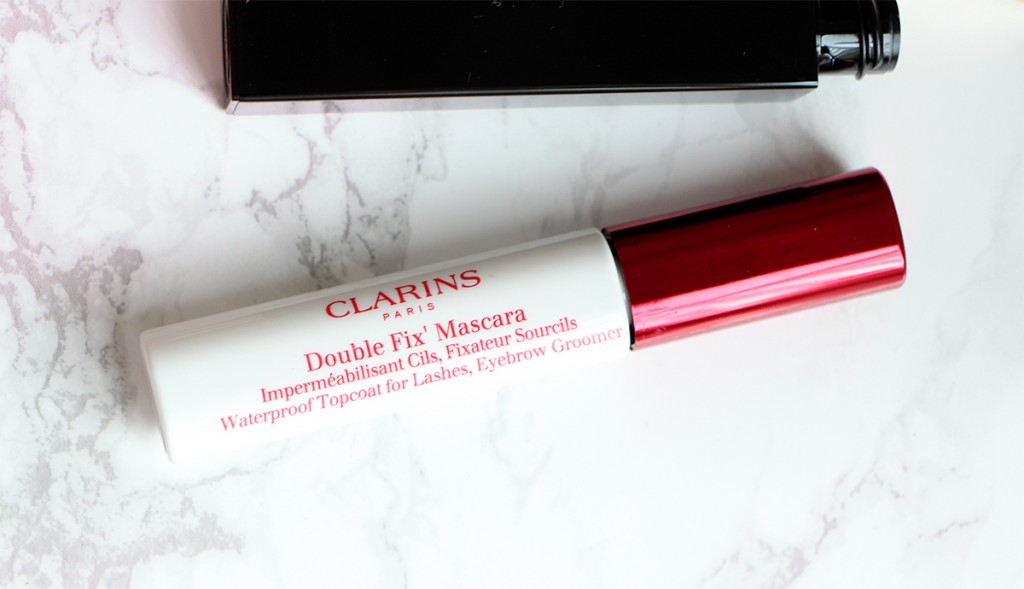 CLARINS
PARIS
Double Fix' Mascara
Imperméabilisant Cils, Fixateur Sourcils
Waterproof Topcoat for Lashes, Eyebrow Groomer